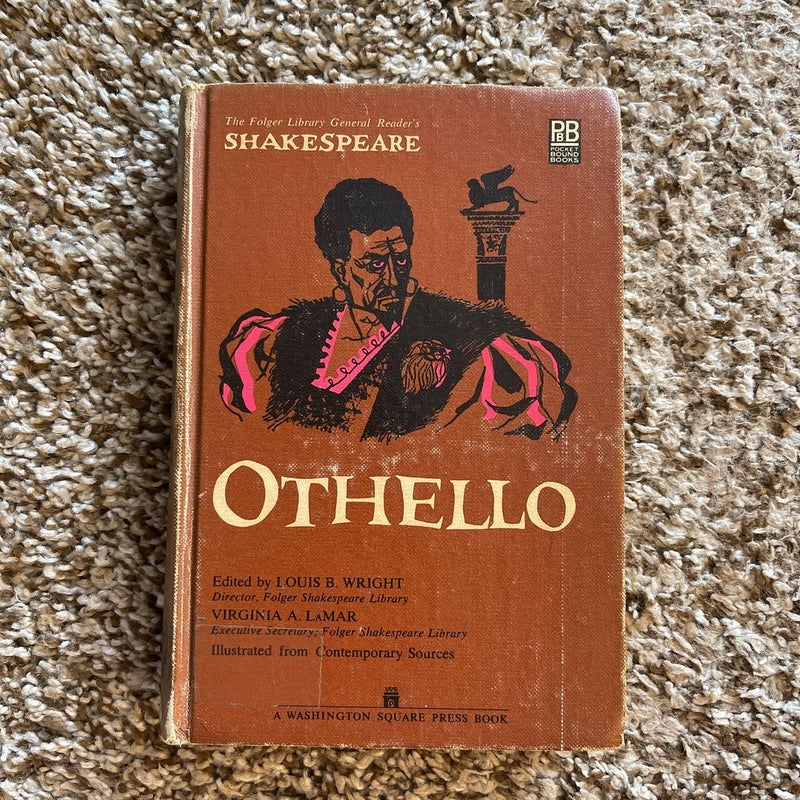 The Folger Library General Reader's
SHAKESPEARE
PBB
POCKET
BOUND
BOOKS
OTHELLO
Edited by LOUIS B. WRIGHT
Director, Folger Shakespeare Library
VIRGINIA A. LaMAR
Executive Secretary, Folger Shakespeare Library
Illustrated from Contemporary Sources
A WASHINGTON SQUARE PRESS BOOK